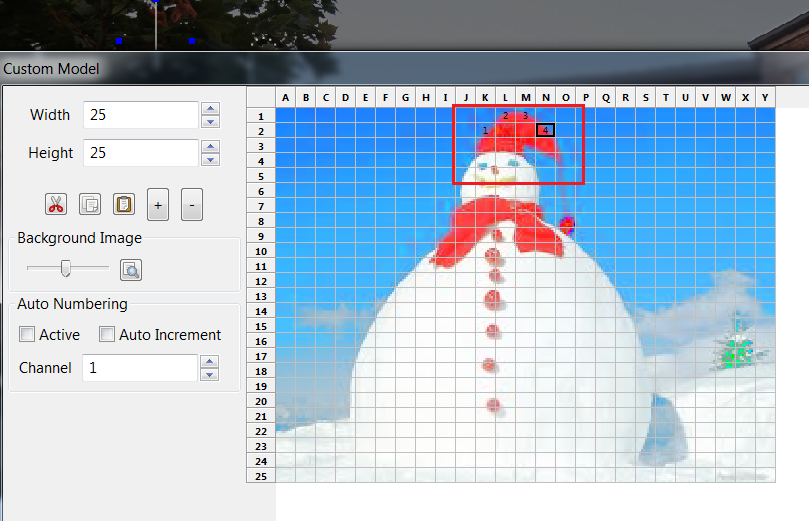 Custom Model
Width 25
Height 25
+ -
Background Image
Auto Numbering
Active Auto Increment
Channel 1
A B C D E F G H I J K L M N O P Q R S T U V W X Y
1 2 3
2 1 4
3
4
5
6
7
8
9
10
11
12
13
14
15
16
17
18
19
20
21
22
23
24
25